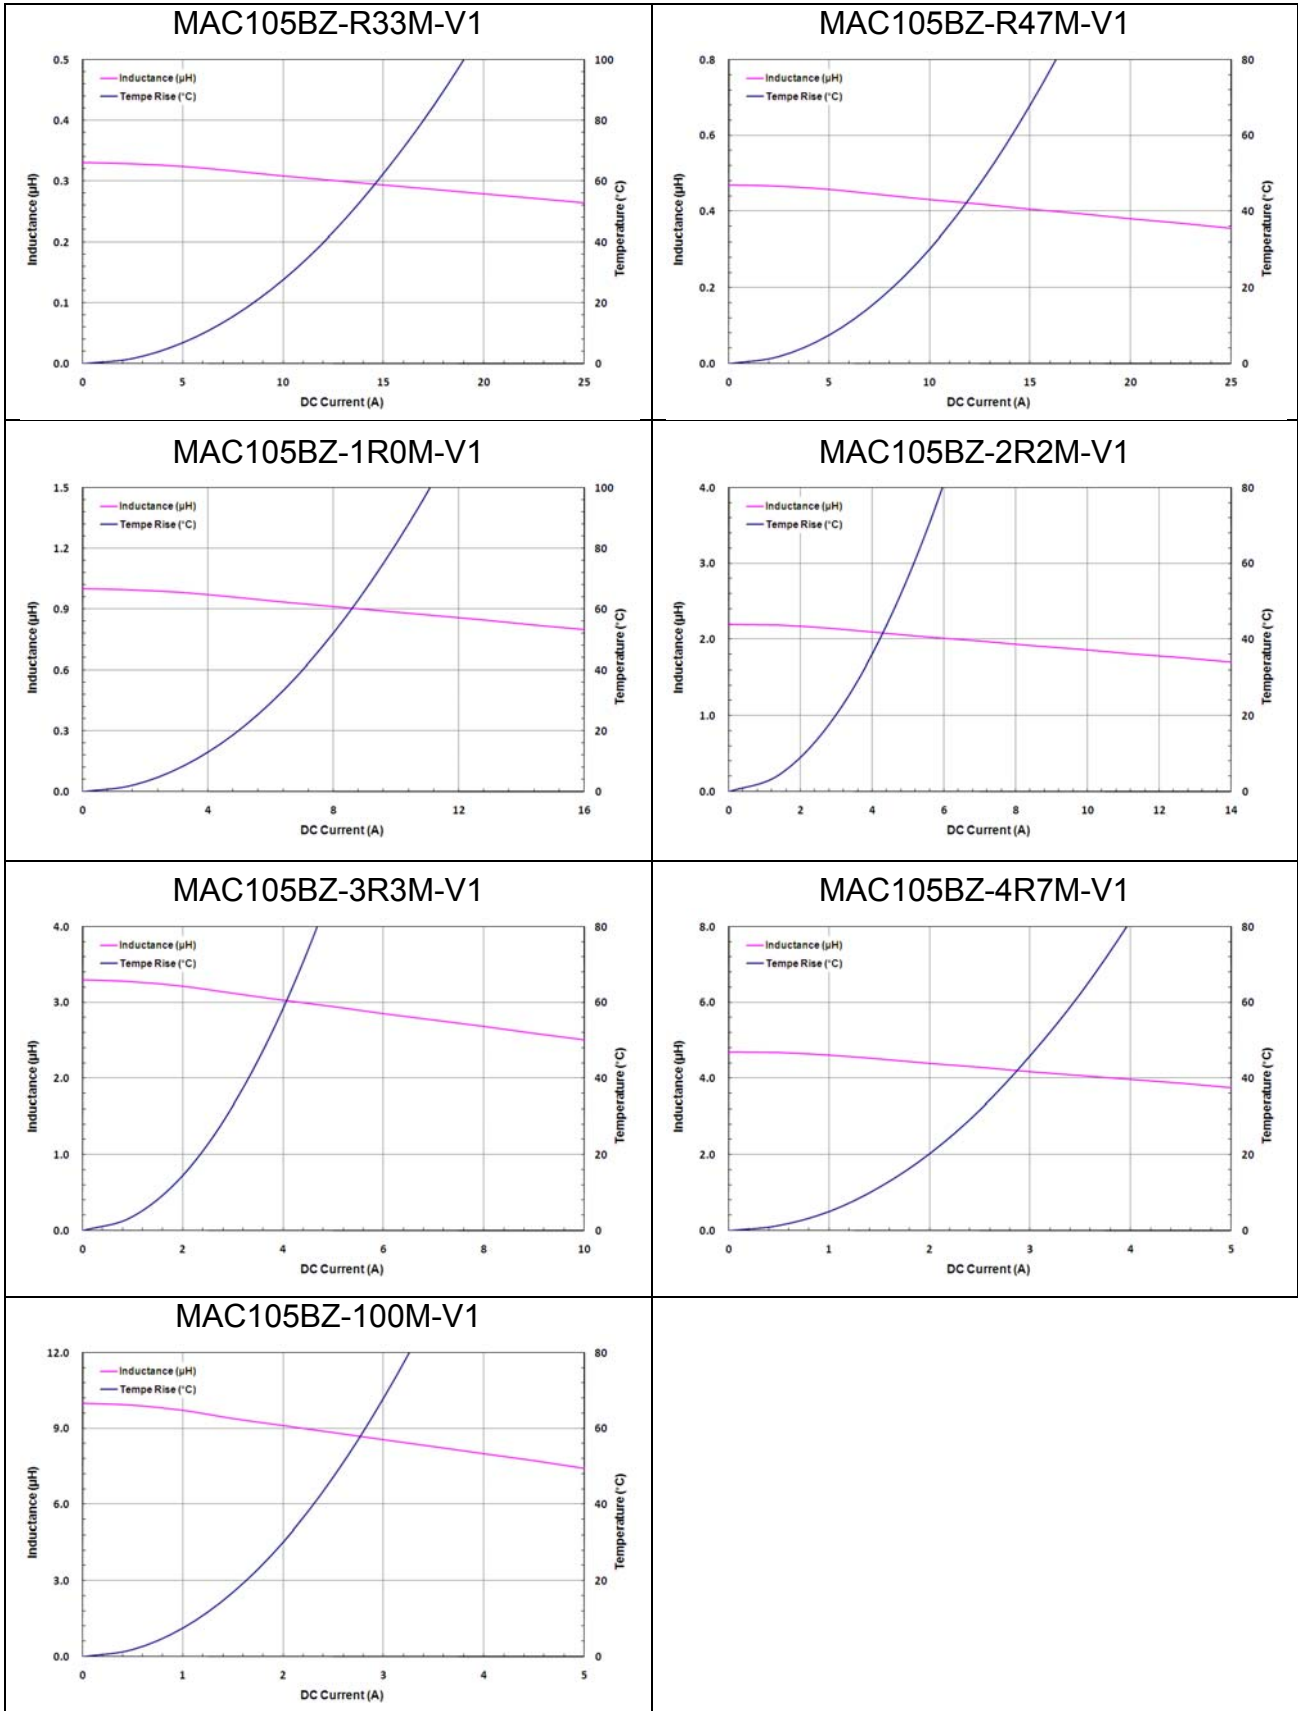 MAC105BZ-R33M-V1
0.5
0.4
0.3
0.2
0.1
0.0
Inductance (μH)
Inductance (μH)
Tempe Rise (°C)
100
80
60
40
20
0
Temperature (°C)
0 5 10 15 20 25
DC Current (A)
MAC105BZ-R47M-V1
0.8
0.6
0.4
0.2
0.0
Inductance (μH)
Inductance (μH)
Tempe Rise (°C)
80
60
40
20
0
Temperature (°C)
0 5 10 15 20 25
DC Current (A)
MAC105BZ-1R0M-V1
1.5
1.2
0.9
0.6
0.3
0.0
Inductance (μH)
Inductance (μH)
Tempe Rise (°C)
100
80
60
40
20
0
Temperature (°C)
0 4 8 12 16
DC Current (A)
MAC105BZ-2R2M-V1
4.0
3.0
2.0
1.0
0.0
Inductance (μH)
Inductance (μH)
Tempe Rise (°C)
80
60
40
20
0
Temperature (°C)
0 2 4 6 8 10 12 14
DC Current (A)
MAC105BZ-3R3M-V1
4.0
3.0
2.0
1.0
0.0
Inductance (μH)
Inductance (μH)
Tempe Rise (°C)
80
60
40
20
0
Temperature (°C)
0 2 4 6 8 10
DC Current (A)
MAC105BZ-4R7M-V1
8.0
6.0
4.0
2.0
0.0
Inductance (μH)
Inductance (μH)
Tempe Rise (°C)
80
60
40
20
0
Temperature (°C)
0 1 2 3 4 5
DC Current (A)
MAC105BZ-100M-V1
12.0
9.0
6.0
3.0
0.0
Inductance (μH)
Inductance (μH)
Tempe Rise (°C)
80
60
40
20
0
Temperature (°C)
0 1 2 3 4 5
DC Current (A)